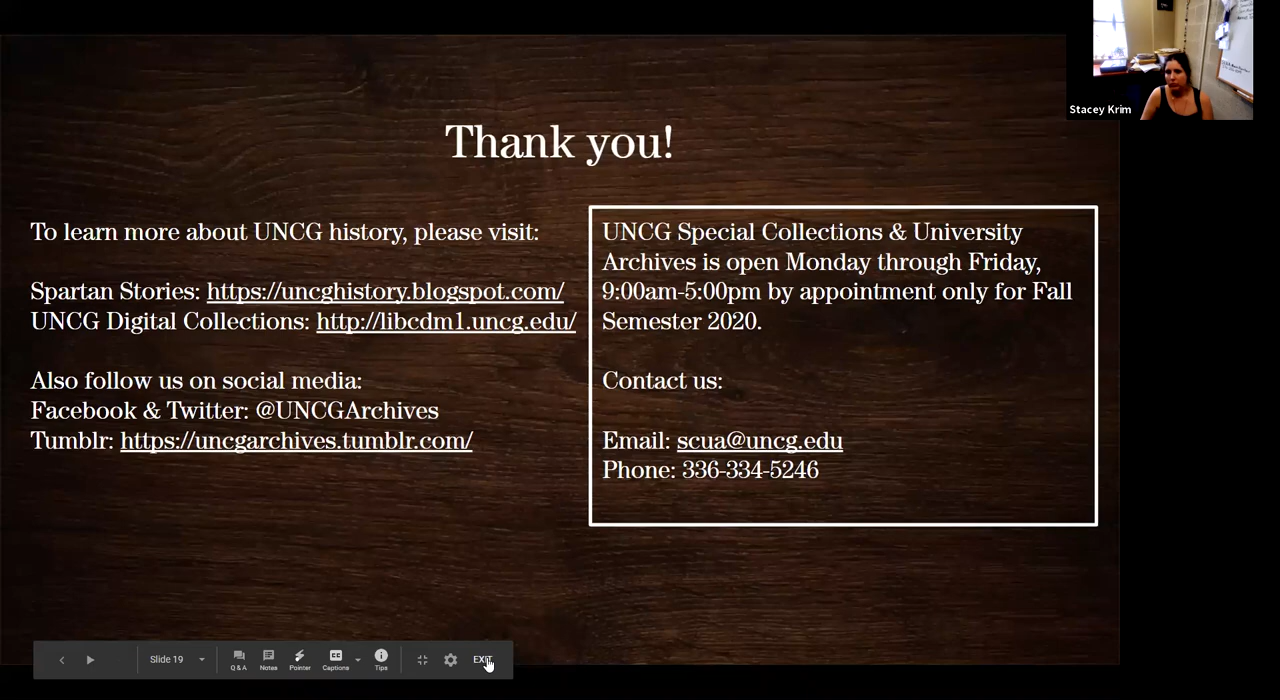 Stacey Krim
Thank you!
To learn more about UNCG history, please visit:
Spartan Stories: https://uncghistory.blogspot.com/
UNCG Digital Collections: http://libcdm1.uncg.edu/
Also follow us on social media:
Facebook & Twitter: @UNCGArchives
Tumblr: https://uncgarchives.tumblr.com/
UNCG Special Collections & University
Archives is open Monday through Friday,
9:00am-5:00pm by appointment only for Fall
Semester 2020.
Contact us:
Email: scua@uncg.edu
Phone: 336-334-5246
Slide 19
Q & A
Notes
Pointer
Captions
Tips
EXIT